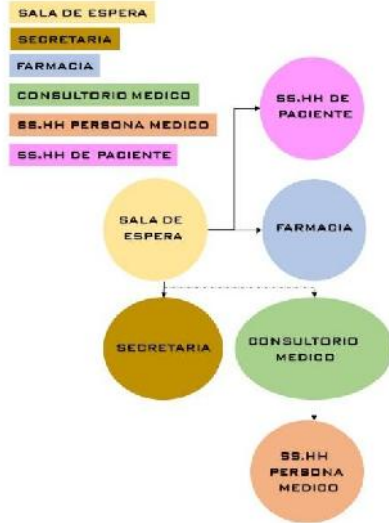 SALA DE ESPERA
SECRETARIA
FARMACIA
CONSULTORIO MEDICO
SS.HH PERSONA MEDICO
SS.HH DE PACIENTE
SS.HH DE
PACIENTE
SALA DE
ESPERA
FARMACIA
SECRETARIA
CONSULTORIO
MEDICO
SS.HH
PERSONA
MEDICO